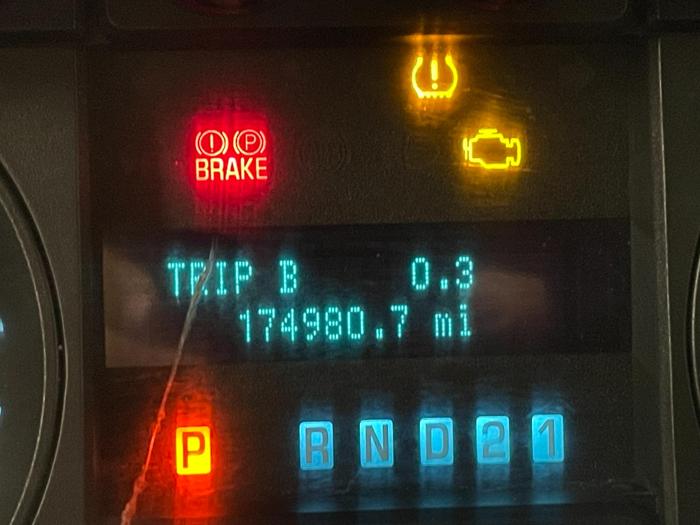 (!) (P)
BRAKE
TRIP B 0.3
174980.7 mi
P R N D 2 1